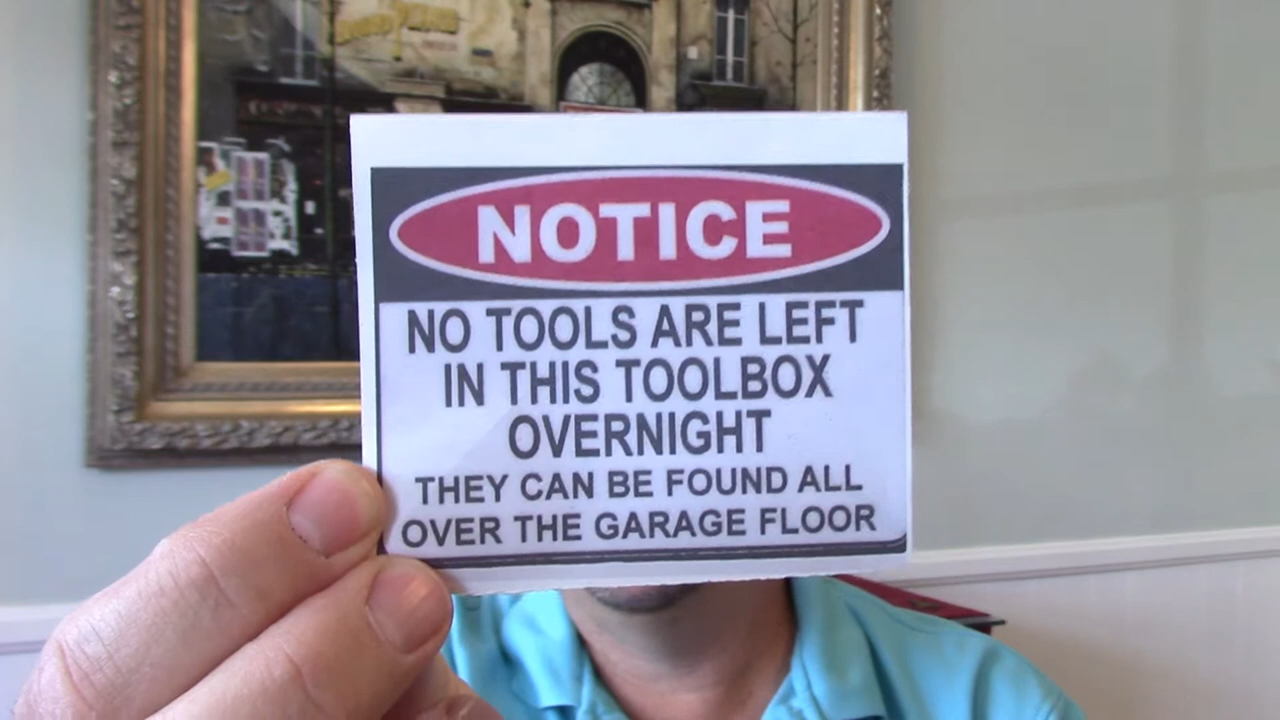 NOTICE
NO TOOLS ARE LEFT
IN THIS TOOLBOX
OVERNIGHT
THEY CAN BE FOUND ALL
OVER THE GARAGE FLOOR